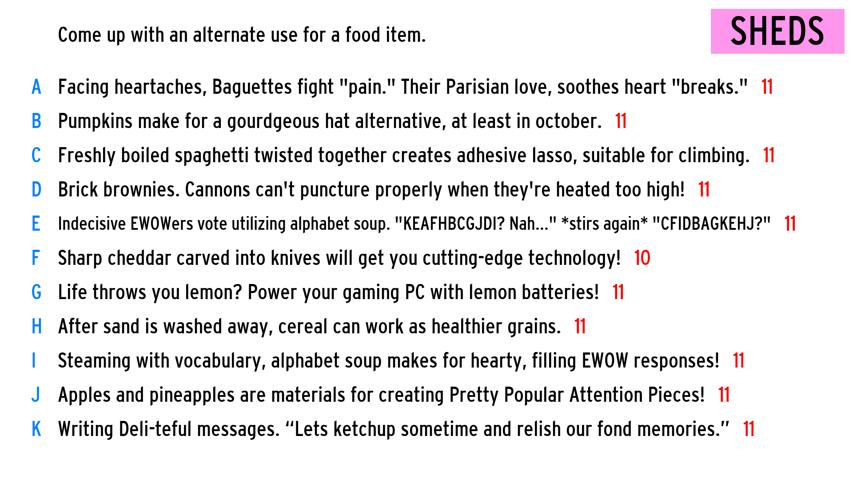 Come up with an alternate use for a food item.
SHEDS
A Facing heartaches, Baguettes fight "pain." Their Parisian love, soothes heart "breaks." 11
B Pumpkins make for a gourdgeous hat alternative, at least in october. 11
C Freshly boiled spaghetti twisted together creates adhesive lasso, suitable for climbing. 11
D Brick brownies. Cannons can't puncture properly when they're heated too high! 11
E Indecisive EWOWers vote utilizing alphabet soup. "KEAFHBCGJDI? Nah..." *stirs again* "CFIDBAGKEHJ?" 11
F Sharp cheddar carved into knives will get you cutting-edge technology! 10
G Life throws you lemon? Power your gaming PC with lemon batteries! 11
H After sand is washed away, cereal can work as healthier grains. 11
I Steaming with vocabulary, alphabet soup makes for hearty, filling EWOW responses! 11
J Apples and pineapples are materials for creating Pretty Popular Attention Pieces! 11
K Writing Deli-teful messages. “Lets ketchup sometime and relish our fond memories.” 11